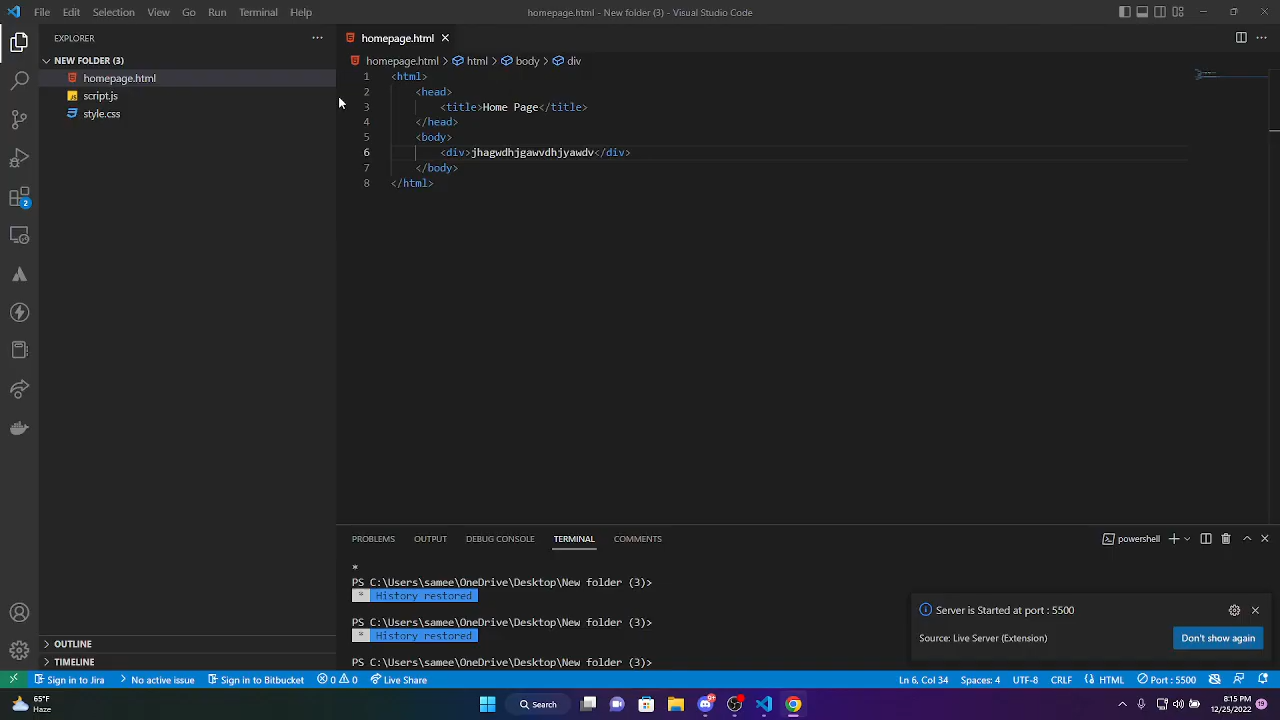 File Edit Selection View Go Run Terminal Help
homepage.html - New folder (3) - Visual Studio Code
EXPLORER
NEW FOLDER (3)
homepage.html
JS script.js
style.css
OUTLINE
TIMELINE
2
homepage.html
homepage.html > html > body > div
1 <html>
2 <head>
3 <title>Home Page</title>
4 </head>
5 <body>
6 <div>jhagwdhjgawvdhjyawdv</div>
7 </body>
8 </html>
PROBLEMS OUTPUT DEBUG CONSOLE TERMINAL COMMENTS
powershell
*
PS C:\Users\samee\OneDrive\Desktop\New folder (3)>
* History restored
PS C:\Users\samee\OneDrive\Desktop\New folder (3)>
* History restored
PS C:\Users\samee\OneDrive\Desktop\New folder (3)>
Server is Started at port : 5500
Source: Live Server (Extension)
Don't show again
Sign in to Jira No active issue Sign in to Bitbucket 0 0 Live Share
Ln 6, Col 34 Spaces: 4 UTF-8 CRLF HTML Port : 5500
65°F
Haze
Search
8:15 PM
12/25/2022